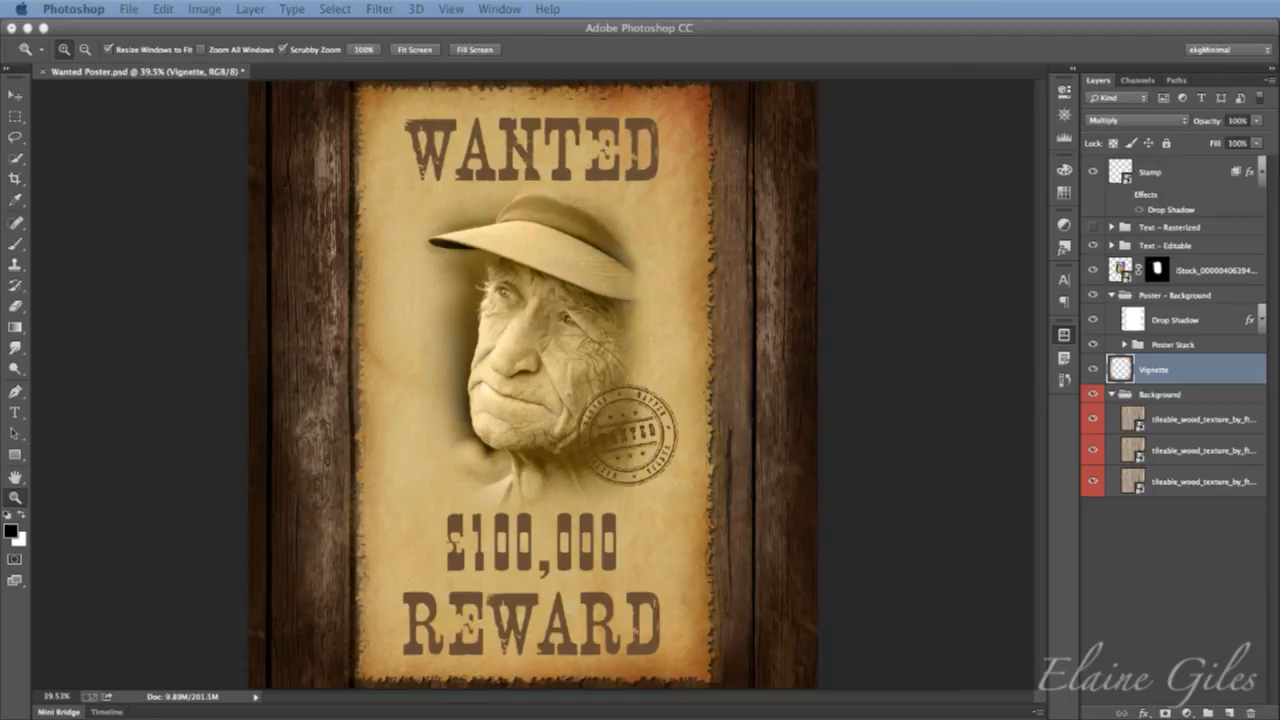 Photoshop File Edit Image Layer Type Select Filter 3D View Window Help
Adobe Photoshop CC
Resize Windows to Fit Zoom All Windows Scrubby Zoom 100% Fit Screen Fill Screen ekgMinimal
Wanted Poster.psd @ 39.5% (Vignette, RGB/8) *
Layers Channels Paths
Kind
Multiply Opacity: 100%
Lock: Fill: 100%
Stamp fx
Effects
Drop Shadow
Text - Rasterized
Text - Editable
iStock_00000406394...
Poster - Background
Drop Shadow fx
Poster Stack
Vignette
Background
tileable_wood_texture_by_ft...
tileable_wood_texture_by_ft...
tileable_wood_texture_by_ft...
WANTED
WANTED
£100,000
REWARD
Elaine Giles
39.53% Doc: 9.89M/201.5M
Mini Bridge Timeline